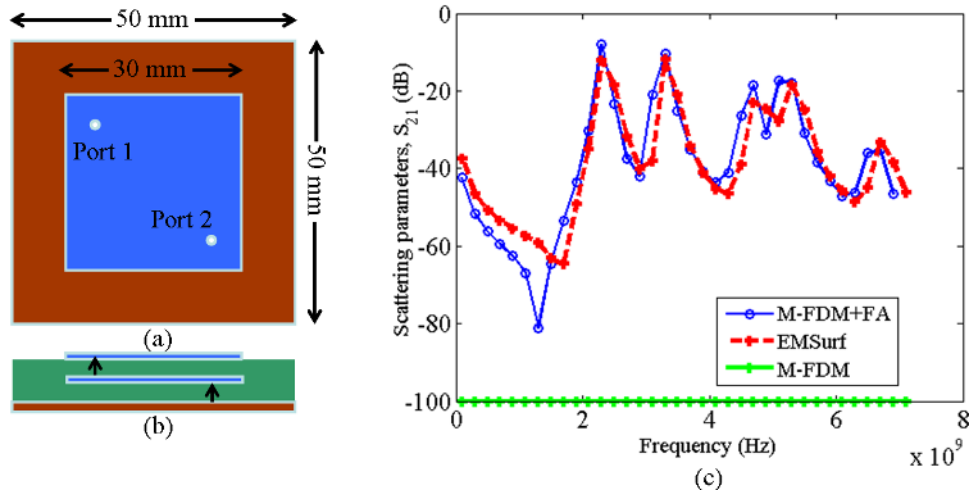 50 mm
30 mm
50 mm
Port 1
Port 2
(a)
(b)
Scattering parameters, S21 (dB)
0
-20
-40
-60
-80
-100
0
2
4
6
8
x 10^9
Frequency (Hz)
M-FDM+FA
EMSurf
M-FDM
(c)